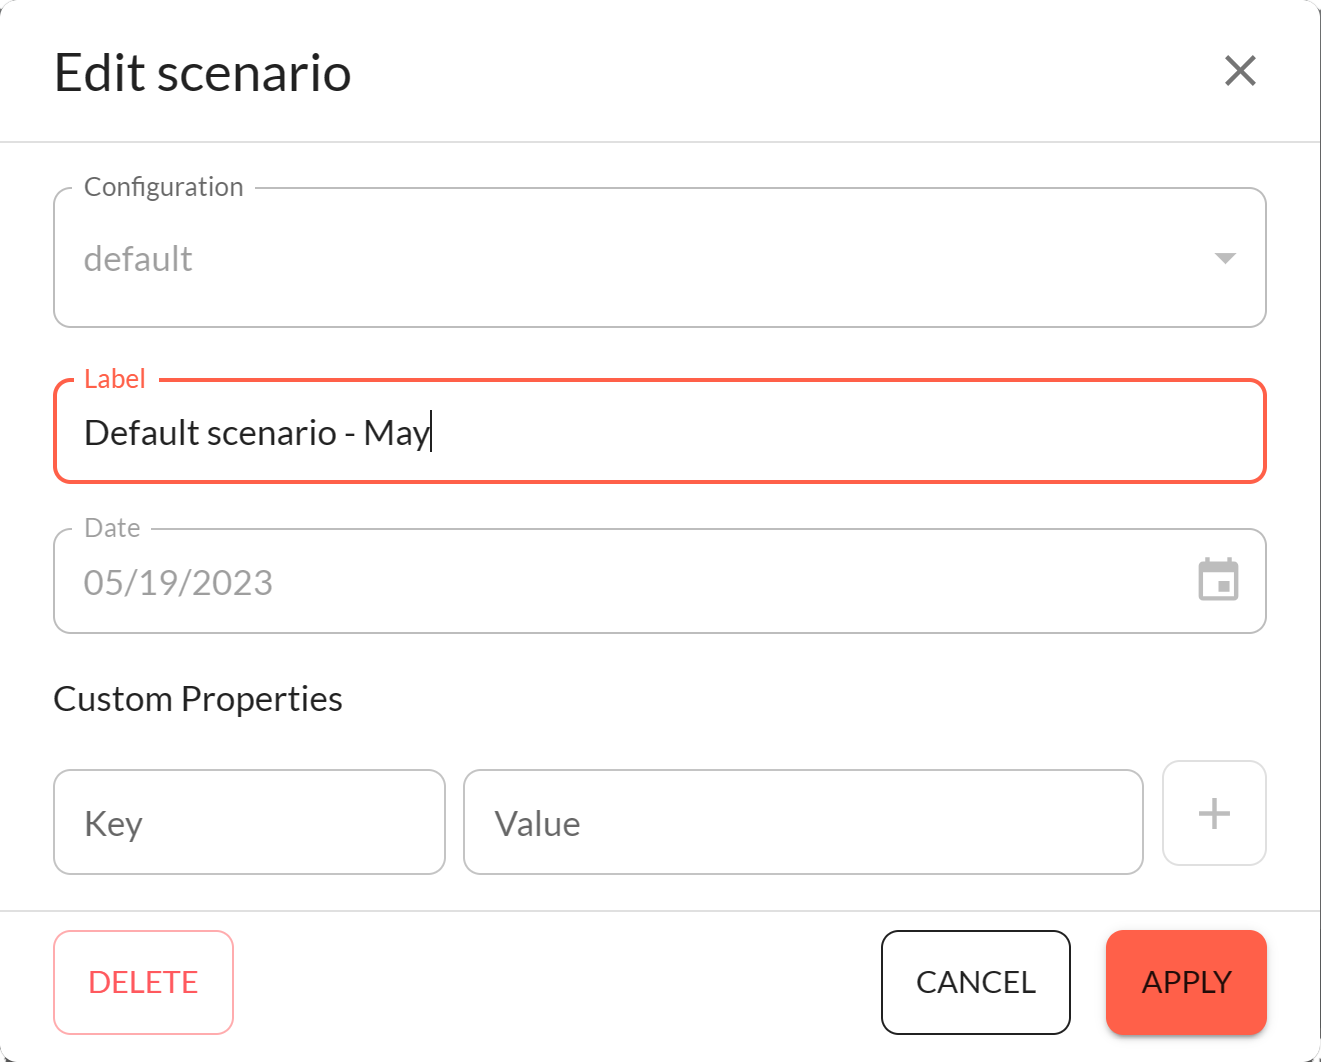 Edit scenario
Configuration
default
Label
Default scenario - May
Date
05/19/2023
Custom Properties
Key Value
DELETE CANCEL APPLY